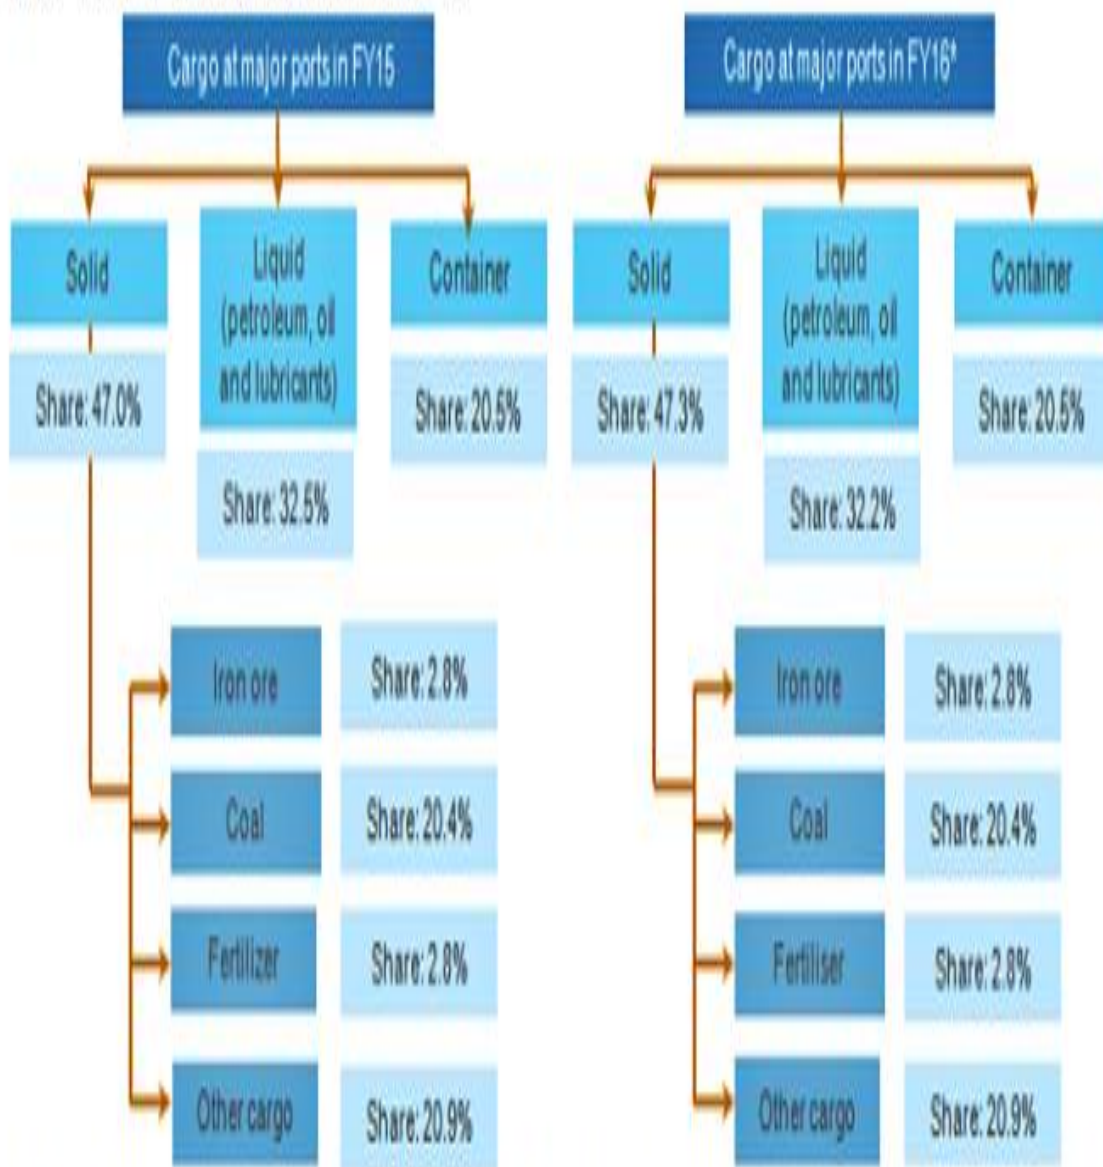 Cargo at major ports in FY15
Solid
Share: 47.0%
Liquid
(petroleum, oil
and lubricants)
Share: 32.5%
Container
Share: 20.5%
Iron ore
Share: 2.8%
Coal
Share: 20.4%
Fertilizer
Share: 2.8%
Other cargo
Share: 20.9%
Cargo at major ports in FY16*
Solid
Share: 47.3%
Liquid
(petroleum, oil
and lubricants)
Share: 32.2%
Container
Share: 20.5%
Iron ore
Share: 2.8%
Coal
Share: 20.4%
Fertiliser
Share: 2.8%
Other cargo
Share: 20.9%